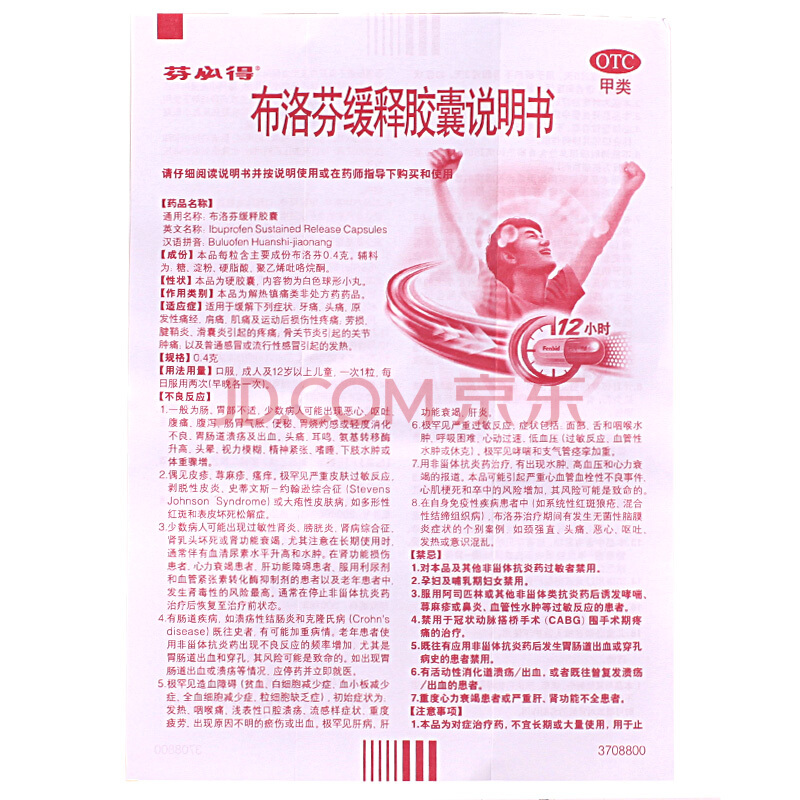 芬必得®
OTC
甲类
布洛芬缓释胶囊说明书
请仔细阅读说明书并按说明使用或在药师指导下购买和使用
【药品名称】
通用名称: 布洛芬缓释胶囊
英文名称: Ibuprofen Sustained Release Capsules
汉语拼音: Buluofen Huanshi-jiaonang
【成份】本品每粒含主要成份布洛芬0.4克。辅料
为: 糖, 淀粉, 硬脂酸, 聚乙烯吡咯烷酮。
【性状】本品为硬胶囊, 内容物为白色球形小丸。
【作用类别】本品为解热镇痛类非处方药药品。
【适应症】适用于缓解下列症状: 牙痛, 头痛, 原
发性痛经, 肩痛, 肌痛及运动后损伤性疼痛, 劳损,
腱鞘炎, 滑囊炎引起的疼痛; 骨关节炎引起的关节
肿痛; 以及普通感冒或流行性感冒引起的发热。
【规格】0.4克
【用法用量】口服, 成人及12岁以上儿童, 一次1粒, 每
日服用两次(早晚各一次)。
【不良反应】
1.一般为肠、胃部不适, 少数病人可能出现恶心, 呕吐,
腹痛, 腹泻, 肠胃气胀, 便秘, 胃烧灼感或轻度消化
不良, 胃肠道溃疡及出血, 头痛, 耳鸣, 氨基转移酶
升高, 头晕, 视力模糊, 精神紧张, 嗜睡, 下肢水肿或
体重骤增。
2.偶见皮疹, 荨麻疹, 瘙痒。极罕见严重皮肤过敏反应,
剥脱性皮炎, 史蒂文斯-约翰逊综合征(Stevens
Johnson Syndrome)或大疱性皮肤病, 如多形性
红斑和表皮坏死松解症。
3.少数病人可能出现过敏性肾炎、膀胱炎, 肾病综合征,
肾乳头坏死或肾功能衰竭, 尤其注意在长期使用时,
通常伴有血清尿素水平升高和水肿。在肾功能损伤
患者, 心力衰竭患者, 肝功能障碍患者, 服用利尿剂
和血管紧张素转化酶抑制剂的患者以及老年患者中,
发生肾毒性的风险最高。通常在停止非甾体抗炎药
治疗后恢复至治疗前状态。
4.有肠道疾病, 如溃疡性结肠炎和克隆氏病(Crohn's
disease)既往史者, 有可能加重病情。老年患者使
用非甾体抗炎药出现不良反应的频率增加, 尤其是
胃肠道出血和穿孔, 其风险可能是致命的。如出现胃
肠道出血或溃疡等情况, 应停药并立即就医。
5.极罕见造血障碍(贫血, 白细胞减少症, 血小板减少
症, 全血细胞减少症, 粒细胞缺乏症), 初始症状为:
发热, 咽喉痛, 浅表性口腔溃疡, 流感样症状, 重度
疲劳, 出现原因不明的瘀伤或出血。极罕见肝病, 肝
12小时
Fenbid
功能衰竭, 肝炎。
6.极罕见严重过敏反应, 症状包括: 面部, 舌和咽喉水
肿, 呼吸困难, 心动过速, 低血压(过敏反应, 血管性
水肿或休克)。极罕见哮喘和支气管痉挛加重。
7.用非甾体抗炎药治疗, 有出现水肿, 高血压和心力衰
竭的报道。本品可能引起严重心血管血栓性不良事件,
心肌梗死和卒中的风险增加, 其风险可能是致命的。
8.在自身免疫性疾病患者中(如系统性红斑狼疮, 混合
性结缔组织病), 布洛芬治疗期间有发生无菌性脑膜
炎症状的个别案例, 如颈强直, 头痛, 恶心, 呕吐,
发热或意识混乱。
【禁忌】
1.对本品及其他非甾体抗炎药过敏者禁用。
2.孕妇及哺乳期妇女禁用。
3.服用阿司匹林或其他非甾体类抗炎药后诱发哮喘,
荨麻疹或鼻炎, 血管性水肿等过敏反应的患者。
4.禁用于冠状动脉搭桥手术(CABG)围手术期疼
痛的治疗。
5.既往有应用非甾体抗炎药后发生胃肠道出血或穿孔
病史的患者禁用。
6.有活动性消化道溃疡/出血, 或者既往曾复发溃疡
/出血的患者。
7.重度心力衰竭患者或严重肝、肾功能不全患者。
【注意事项】
1.本品为对症治疗药, 不宜长期或大量使用, 用于止
3708800
JD.COM 京东